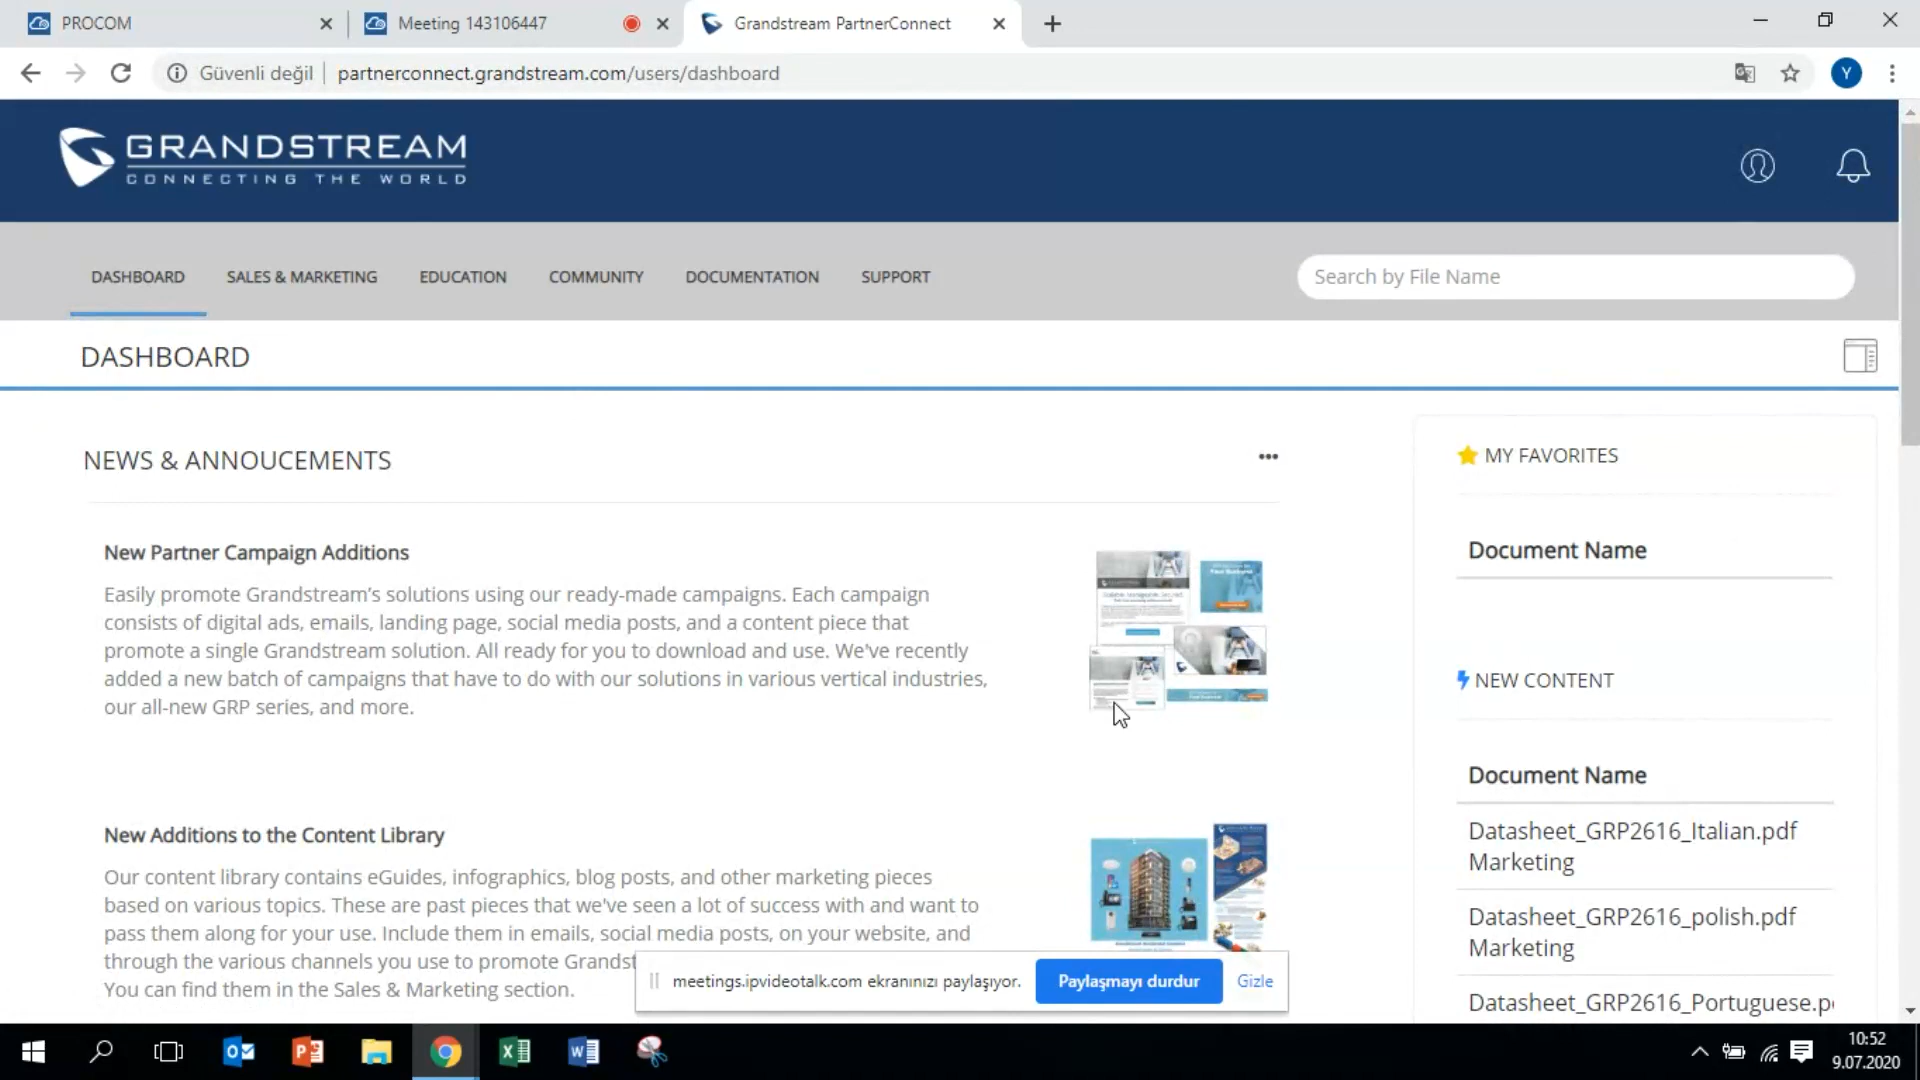 PROCOM
Meeting 143106447
Grandstream PartnerConnect
Güvenli değil
partnerconnect.grandstream.com/users/dashboard
Y
GRANDSTREAM
CONNECTING THE WORLD
DASHBOARD
SALES & MARKETING
EDUCATION
COMMUNITY
DOCUMENTATION
SUPPORT
Search by File Name
DASHBOARD
NEWS & ANNOUCEMENTS
New Partner Campaign Additions
Easily promote Grandstream's solutions using our ready-made campaigns. Each campaign
consists of digital ads, emails, landing page, social media posts, and a content piece that
promote a single Grandstream solution. All ready for you to download and use. We've recently
added a new batch of campaigns that have to do with our solutions in various vertical industries,
our all-new GRP series, and more.
New Additions to the Content Library
Our content library contains eGuides, infographics, blog posts, and other marketing pieces
based on various topics. These are past pieces that we've seen a lot of success with and want to
pass them along for your use. Include them in emails, social media posts, on your website, and
through the various channels you use to promote Grandst
You can find them in the Sales & Marketing section.
MY FAVORITES
Document Name
NEW CONTENT
Document Name
Datasheet_GRP2616_Italian.pdf
Marketing
Datasheet_GRP2616_polish.pdf
Marketing
Datasheet_GRP2616_Portuguese.p
meetings.ipvideotalk.com ekranınızı paylaşıyor.
Paylaşmayı durdur
Gizle
10:52
9.07.2020